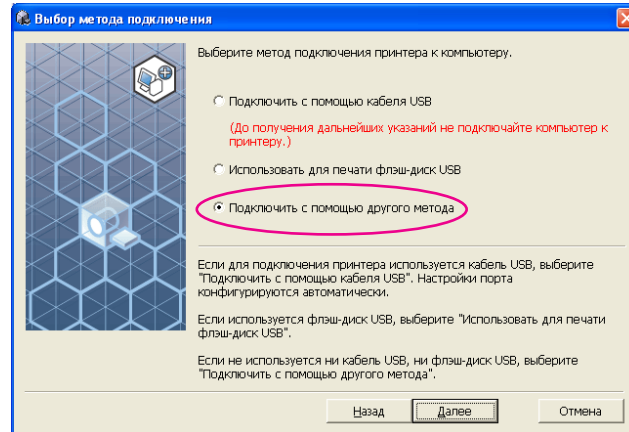 Выбор метода подключения
Выберите метод подключения принтера к компьютеру.
Подключить с помощью кабеля USB
(До получения дальнейших указаний не подключайте компьютер к
принтеру.)
Использовать для печати флэш-диск USB
Подключить с помощью другого метода
Если для подключения принтера используется кабель USB, выберите
"Подключить с помощью кабеля USB". Настройки порта
конфигурируются автоматически.
Если используется флэш-диск USB, выберите "Использовать для печати
флэш-диск USB".
Если не используется ни кабель USB, ни флэш-диск USB, выберите
"Подключить с помощью другого метода".
Назад
Далее
Отмена